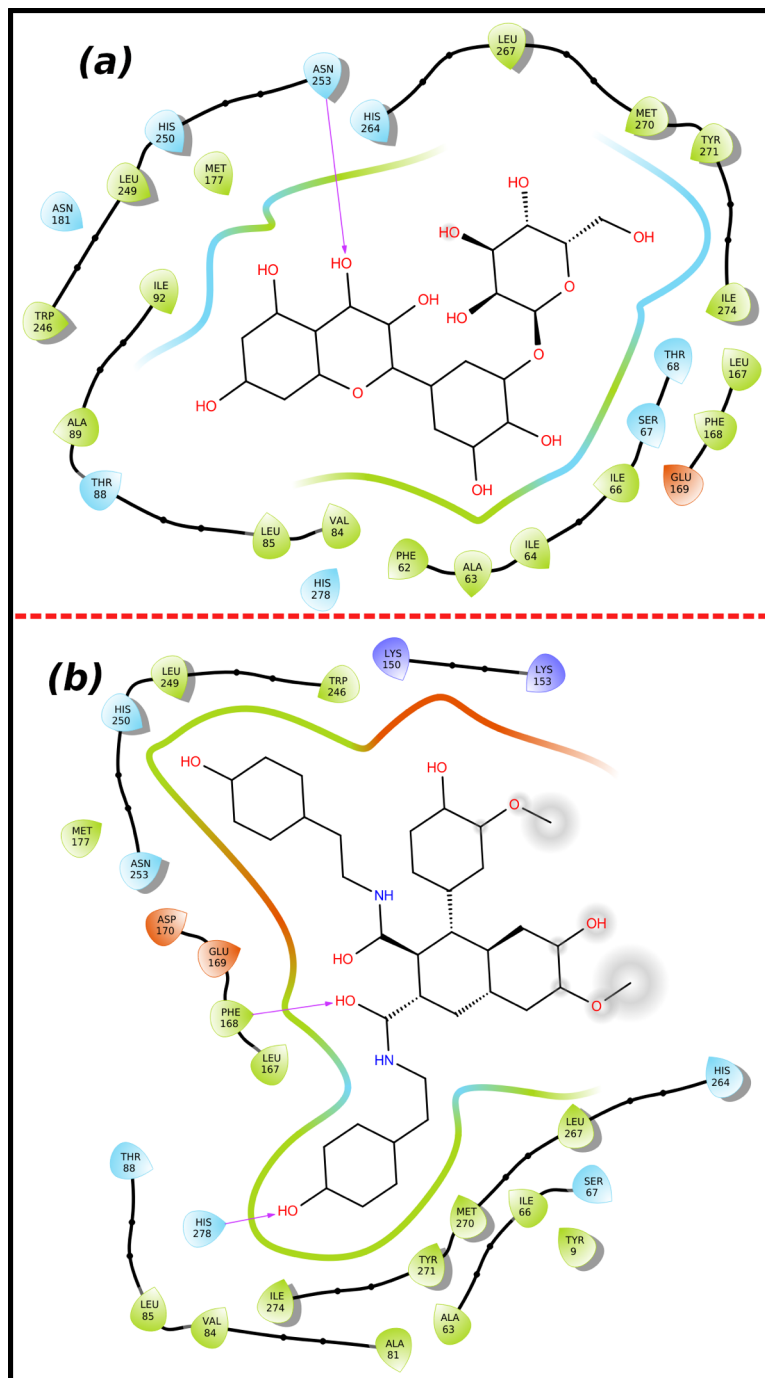 (a)
ASN
253
LEU
267
HIS
264
MET
270
TYR
271
HIS
250
LEU
249
MET
177
ASN
181
TRP
246
ILE
92
ALA
89
THR
88
LEU
85
VAL
84
HIS
278
PHE
62
ALA
63
ILE
64
ILE
66
SER
67
THR
68
ILE
274
LEU
167
PHE
168
GLU
169
HO
HO
HO
HO
HO
HO
OH
O
O
OH
O
HO
OH
OH
(b)
LYS
150
LYS
153
LEU
249
TRP
246
HIS
250
MET
177
ASN
253
ASP
170
GLU
169
PHE
168
LEU
167
HO
HO
O
NH
HO
OH
HO
O
HN
HO
HIS
264
LEU
267
SER
67
ILE
66
TYR
9
MET
270
TYR
271
ILE
274
ALA
63
THR
88
HIS
278
LEU
85
VAL
84
ALA
81